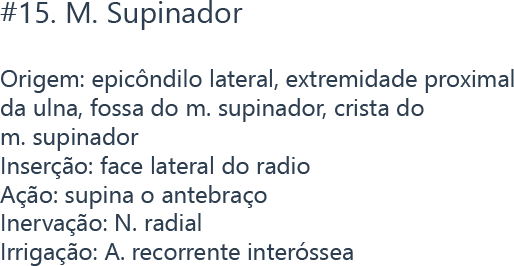 #15. M. Supinador
Origem: epicôndilo lateral, extremidade proximal
da ulna, fossa do m. supinador, crista do
m. supinador
Inserção: face lateral do radio
Ação: supina o antebraço
Inervação: N. radial
Irrigação: A. recorrente interóssea